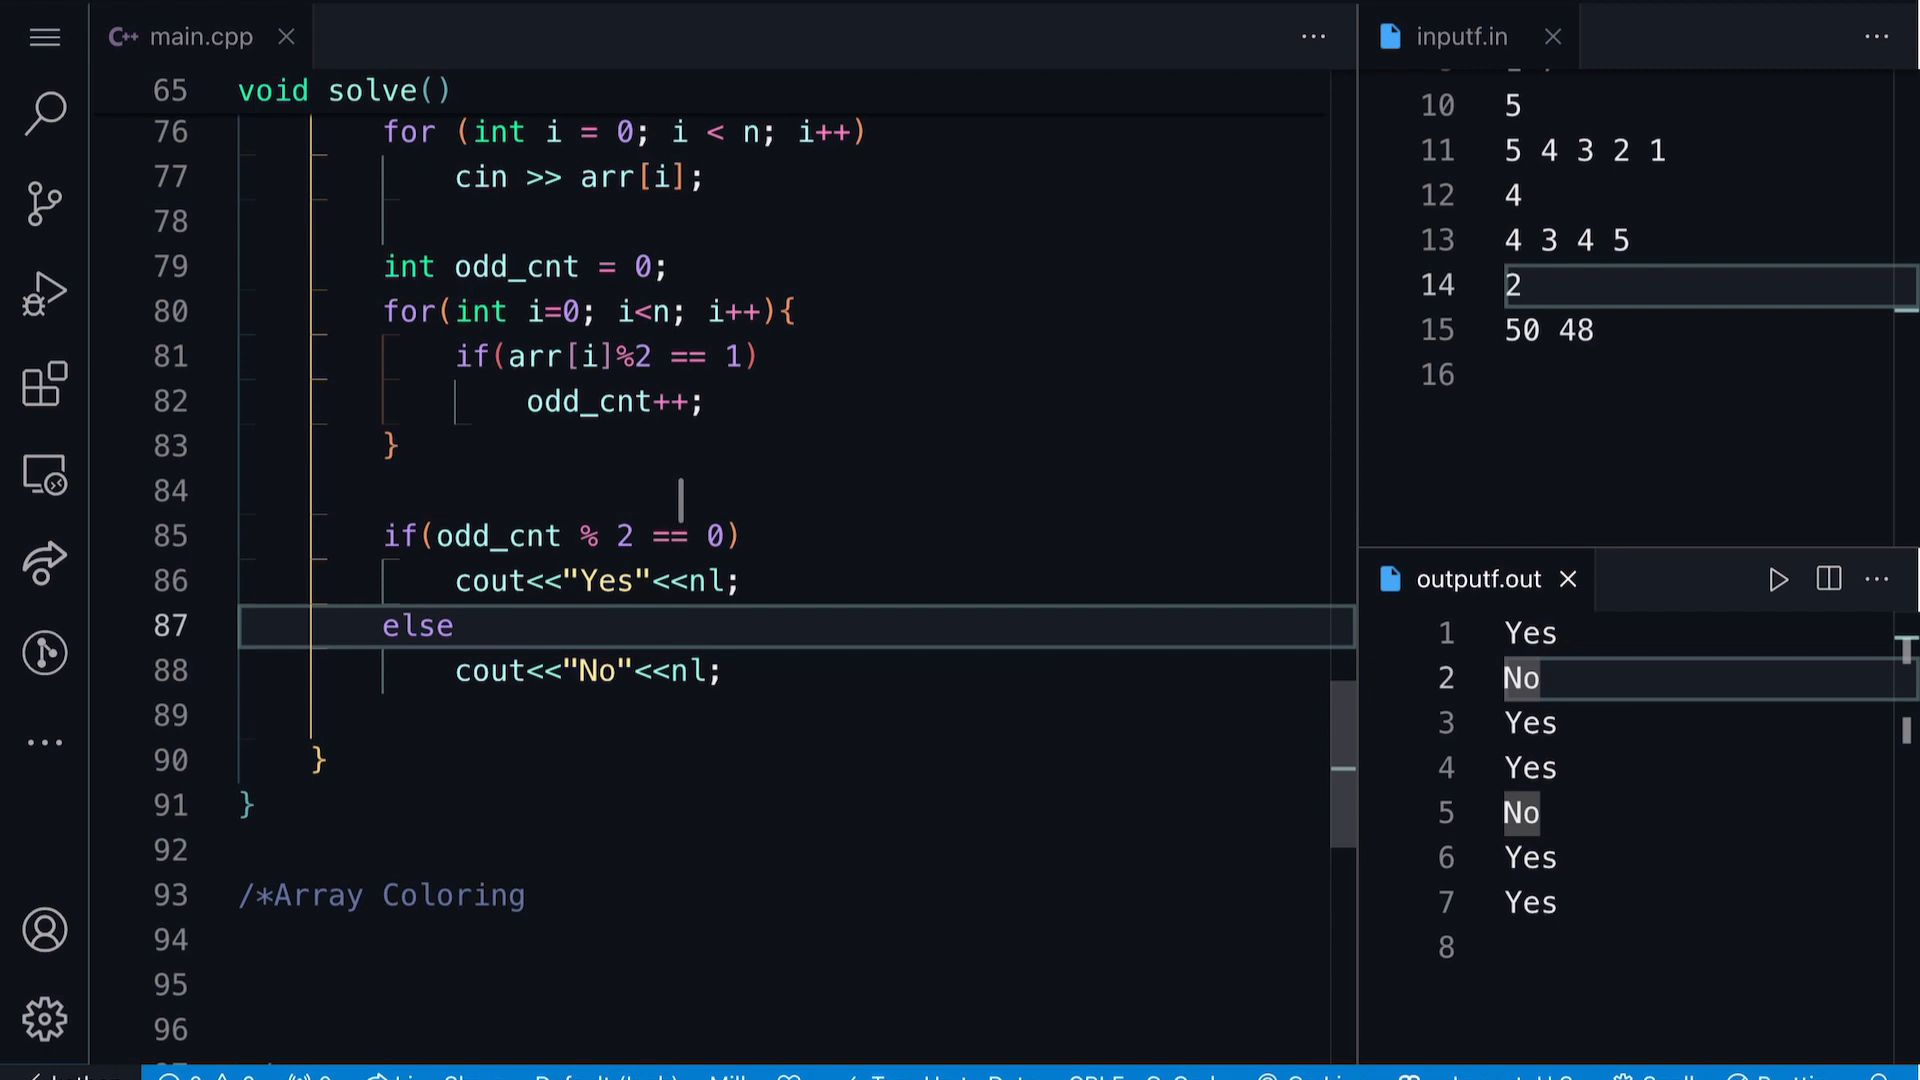 C++ main.cpp
65 void solve()
76 for (int i = 0; i < n; i++)
77 cin >> arr[i];
78
79 int odd_cnt = 0;
80 for(int i=0; i<n; i++){
81 if(arr[i]%2 == 1)
82 odd_cnt++;
83 }
84
85 if(odd_cnt % 2 == 0)
86 cout<<"Yes"<<nl;
87 else
88 cout<<"No"<<nl;
89
90 }
91 }
92
93 /*Array Coloring
94
95
96
inputf.in
10 5
11 5 4 3 2 1
12 4
13 4 3 4 5
14 2
15 50 48
16
outputf.out
1 Yes
2 No
3 Yes
4 Yes
5 No
6 Yes
7 Yes
8